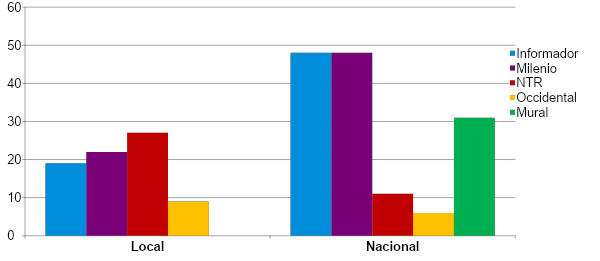 60
50
40
30
20
10
0
Local
Nacional
Informador
Milenio
NTR
Occidental
Mural